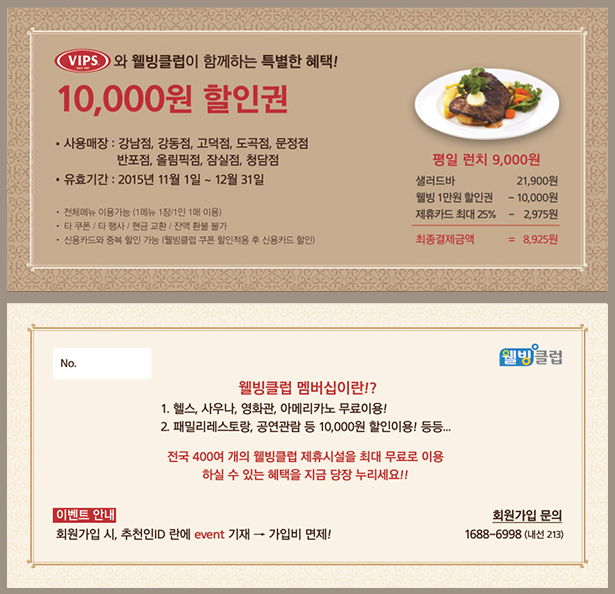 VIPS 와 웰빙클럽이 함께하는 특별한 혜택!
10,000원 할인권
• 사용매장 : 강남점, 강동점, 고덕점, 도곡점, 문정점
반포점, 올림픽점, 잠실점, 청담점
• 유효기간 : 2015년 11월 1일 ~ 12월 31일
• 전체메뉴 이용가능 (1메뉴 1장/1인 1매 이용)
• 타 쿠폰 / 타 행사 / 현금 교환 / 잔액 환불 불가
• 신용카드와 중복 할인 가능 (웰빙클럽 쿠폰 할인적용 후 신용카드 할인)
평일 런치 9,000원
샐러드바 21,900원
웰빙 1만원 할인권 - 10,000원
제휴카드 최대 25% - 2,975원
최종결제금액 = 8,925원
No.
웰빙클럽
웰빙클럽 멤버십이란!?
1. 헬스, 사우나, 영화관, 아메리카노 무료이용!
2. 패밀리레스토랑, 공연관람 등 10,000원 할인이용! 등등...
전국 400여 개의 웰빙클럽 제휴시설을 최대 무료로 이용
하실 수 있는 혜택을 지금 당장 누리세요!!
이벤트 안내
회원가입 시, 추천인ID 란에 event 기재 → 가입비 면제!
회원가입 문의
1688-6998 (내선 213)